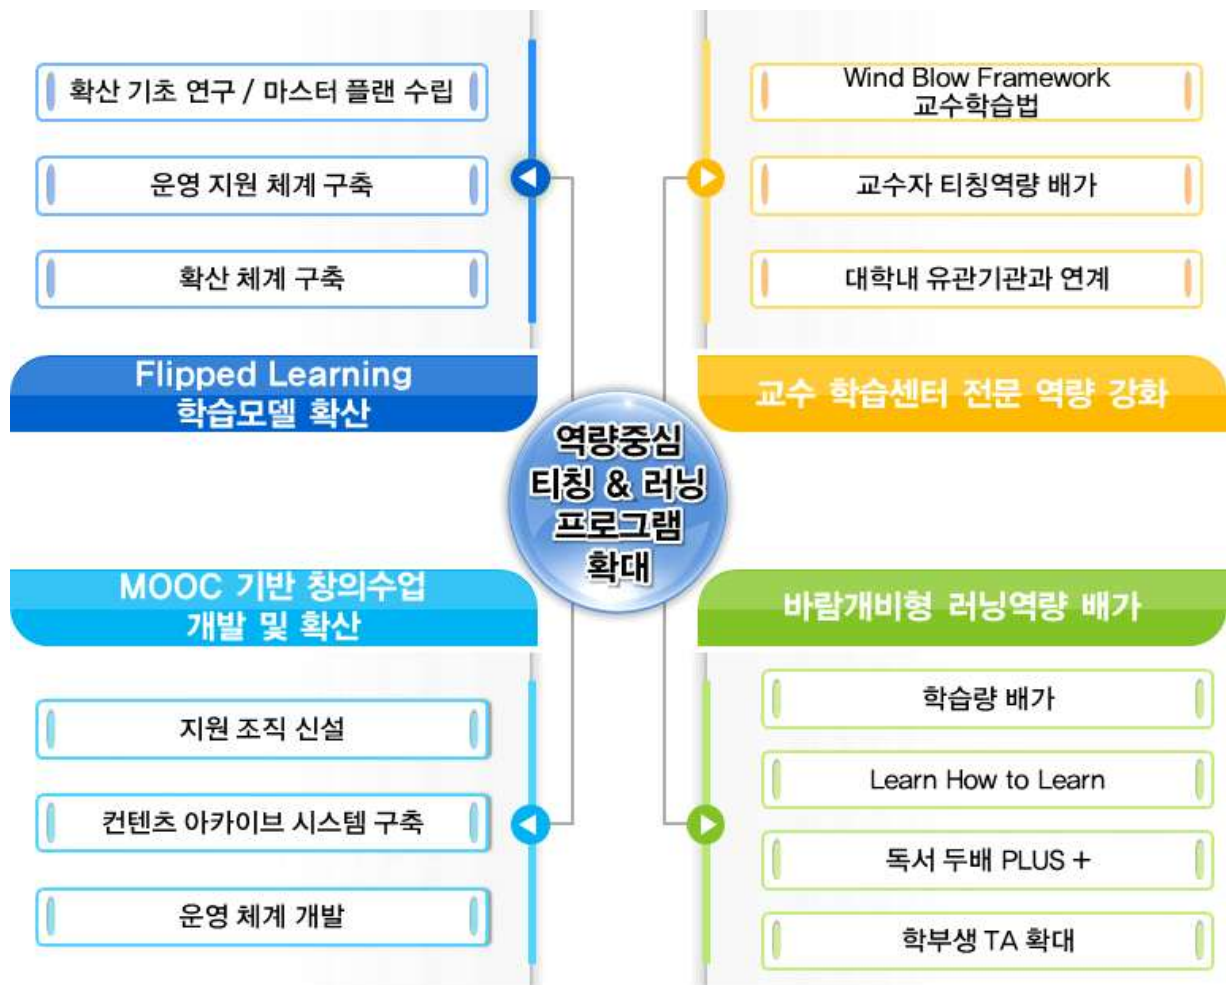 확산 기초 연구 / 마스터 플랜 수립
운영 지원 체계 구축
확산 체계 구축
Flipped Learning
학습모델 확산
Wind Blow Framework
교수학습법
교수자 티칭역량 배가
대학내 유관기관과 연계
교수 학습센터 전문 역량 강화
역량중심
티칭 & 러닝
프로그램
확대
MOOC 기반 창의수업
개발 및 확산
지원 조직 신설
컨텐츠 아카이브 시스템 구축
운영 체계 개발
바람개비형 러닝역량 배가
학습량 배가
Learn How to Learn
독서 두배 PLUS +
학부생 TA 확대